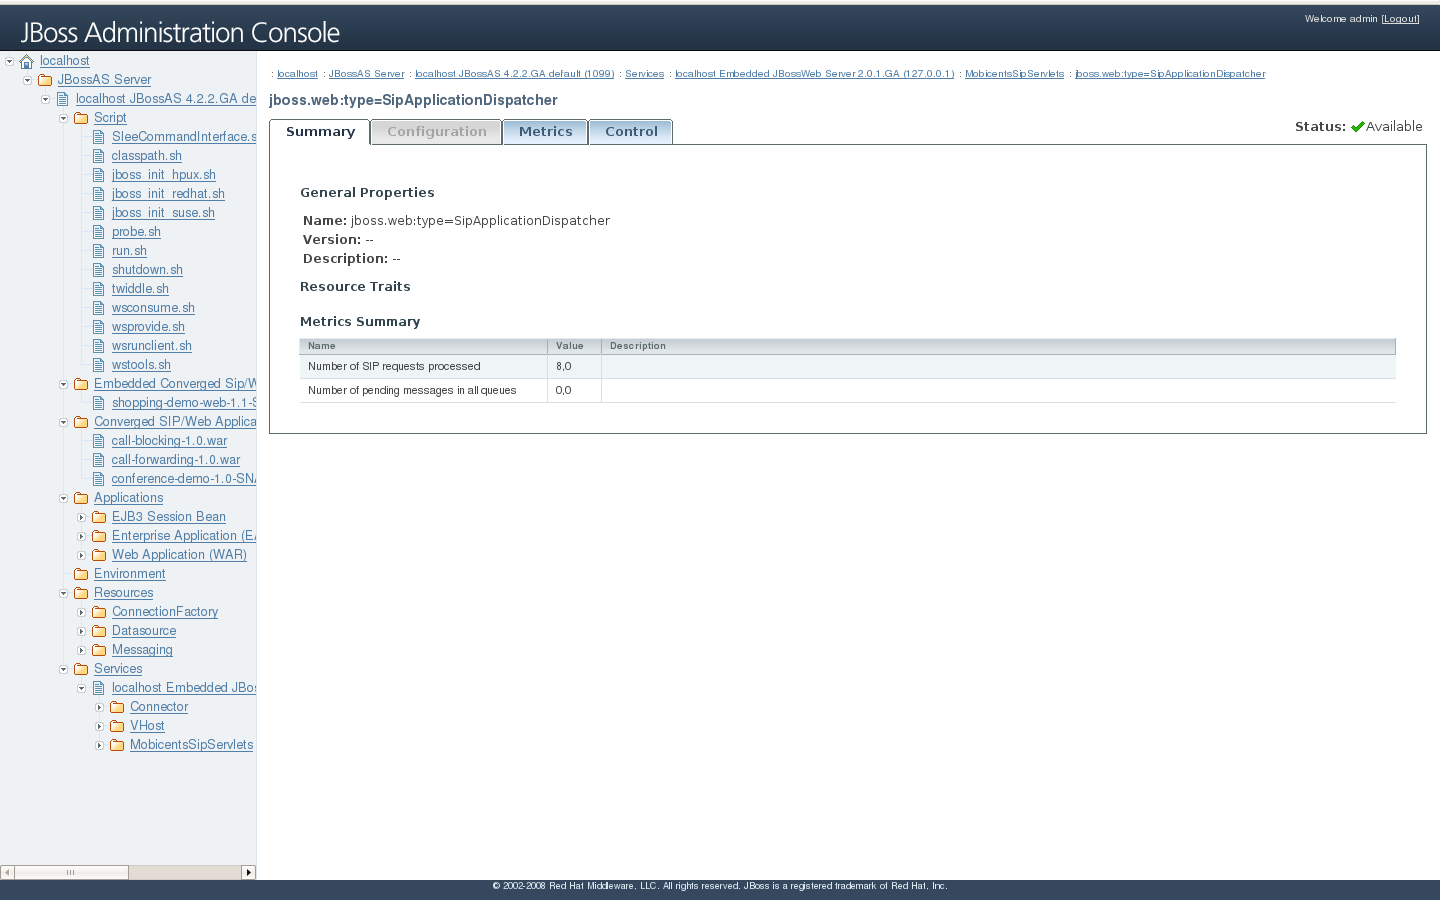 JBoss Administration Console
Welcome admin [Logout]
localhost
JBossAS Server
localhost JBossAS 4.2.2.GA de
Script
SleeCommandInterface.s
classpath.sh
jboss_init_hpux.sh
jboss_init_redhat.sh
jboss_init_suse.sh
probe.sh
run.sh
shutdown.sh
twiddle.sh
wsconsume.sh
wsprovide.sh
wsrunclient.sh
wstools.sh
Embedded Converged Sip/W
shopping-demo-web-1.1-S
Converged SIP/Web Applica
call-blocking-1.0.war
call-forwarding-1.0.war
conference-demo-1.0-SNA
Applications
EJB3 Session Bean
Enterprise Application (EA
Web Application (WAR)
Environment
Resources
ConnectionFactory
Datasource
Messaging
Services
localhost Embedded JBos
Connector
VHost
MobicentsSipServlets
: localhost : JBossAS Server : localhost JBossAS 4.2.2.GA default (1099) : Services : localhost Embedded JBossWeb Server 2.0.1.GA (127.0.0.1) : MobicentsSipServlets : jboss.web:type=SipApplicationDispatcher
jboss.web:type=SipApplicationDispatcher
Summary Configuration Metrics Control
Status: Available
General Properties
Name: jboss.web:type=SipApplicationDispatcher
Version: --
Description: --
Resource Traits
Metrics Summary
Name Value Description
Number of SIP requests processed 8,0
Number of pending messages in all queues 0,0
© 2002-2008 Red Hat Middleware, LLC. All rights reserved. JBoss is a registered trademark of Red Hat, Inc.